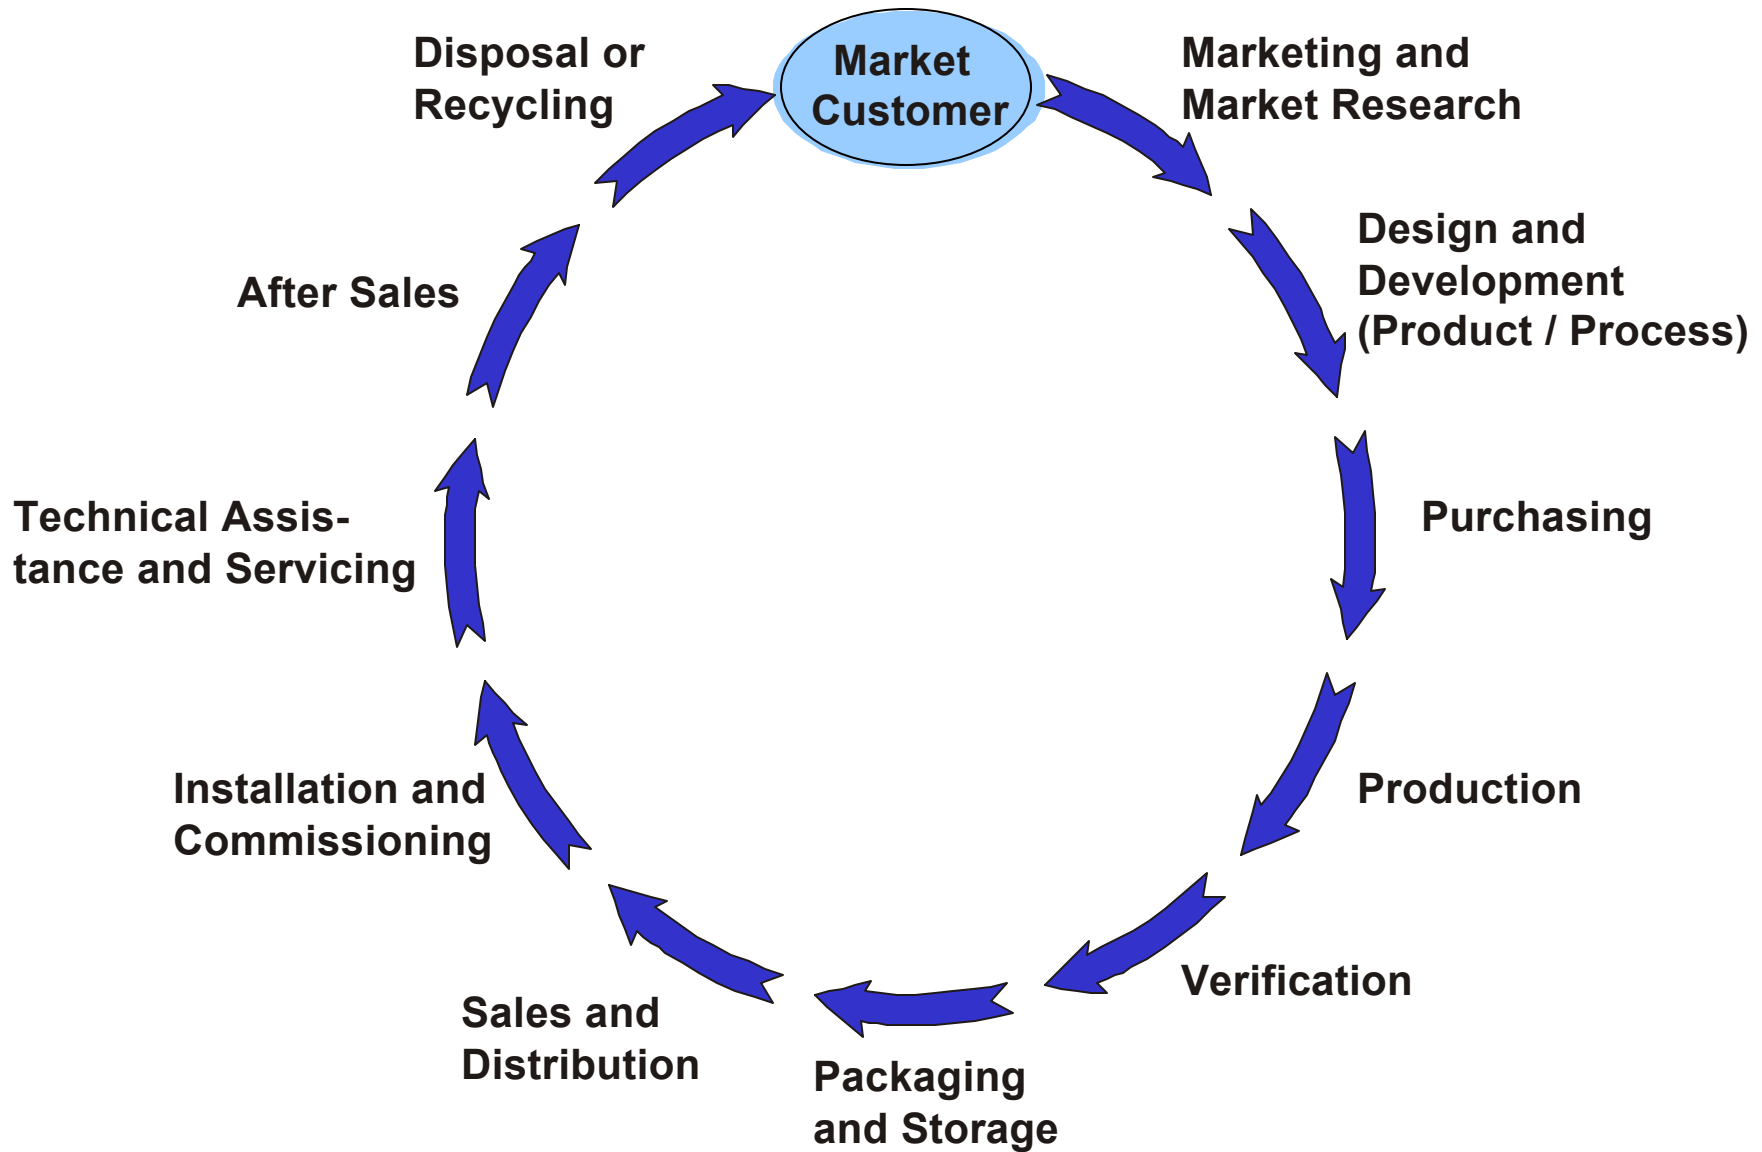 Market
Customer
Marketing and
Market Research
Design and
Development
(Product / Process)
Purchasing
Production
Verification
Packaging
and Storage
Sales and
Distribution
Installation and
Commissioning
Technical Assis-
tance and Servicing
After Sales
Disposal or
Recycling